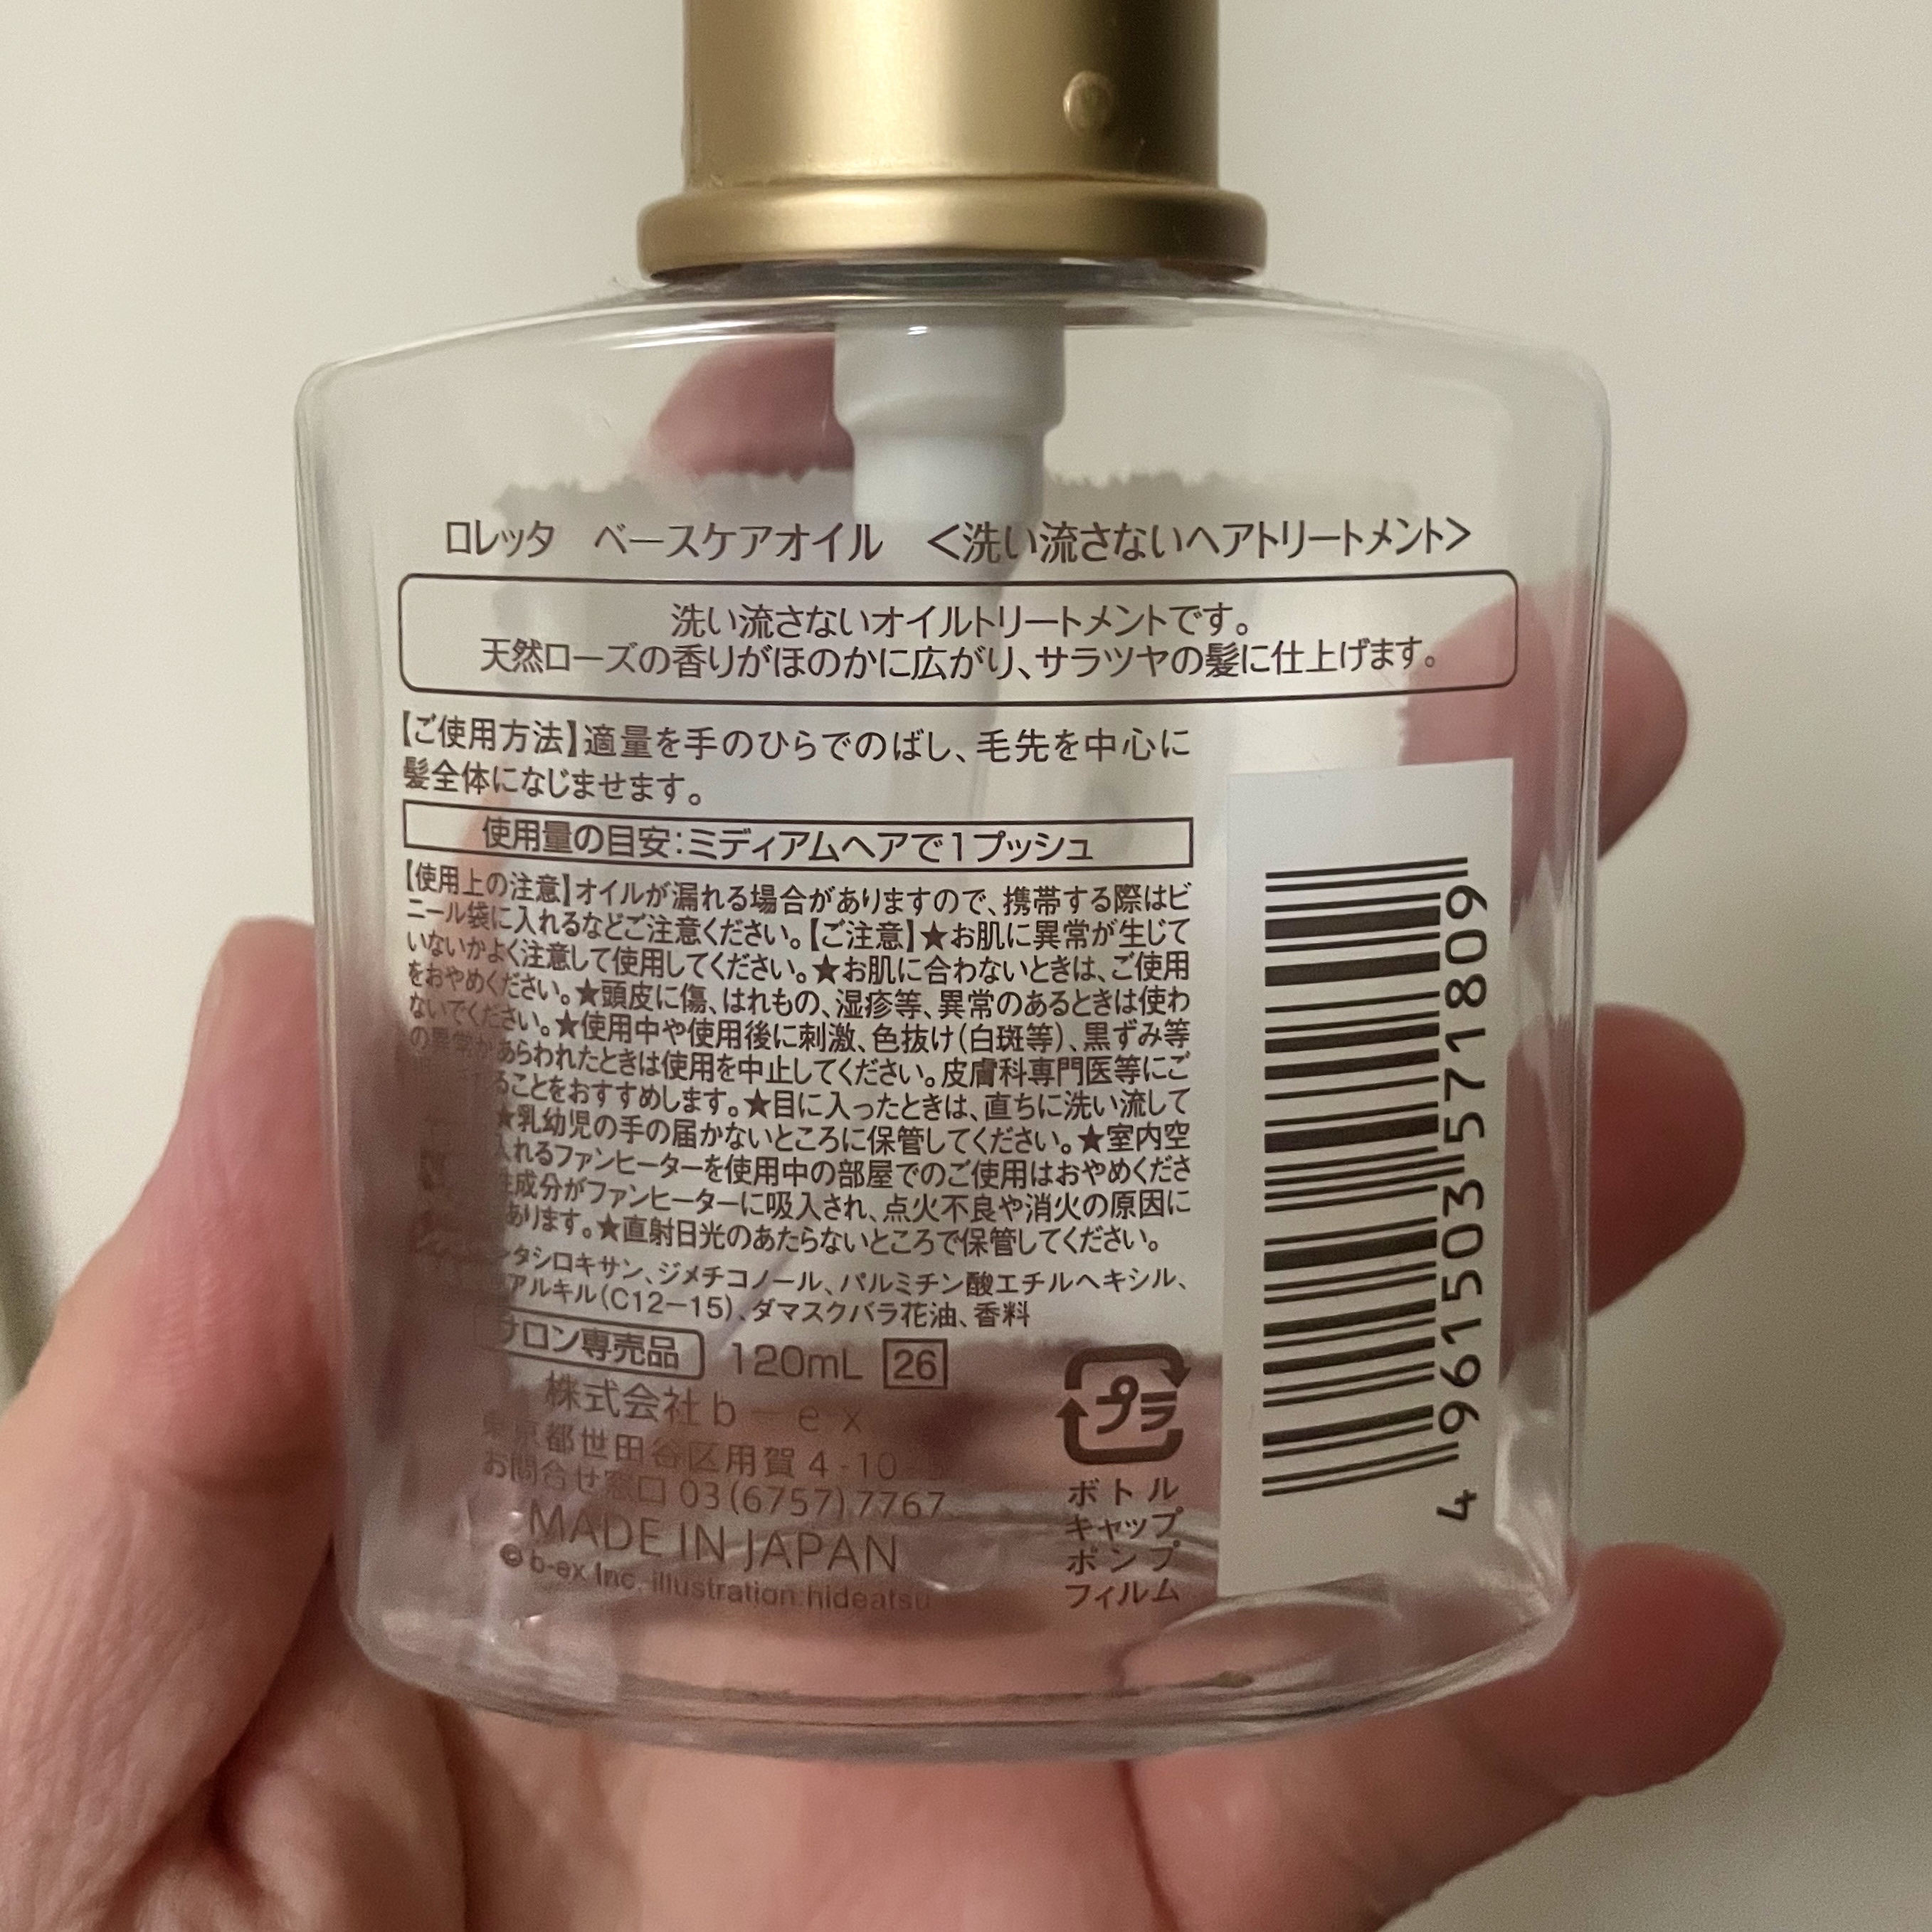 ロレッタ　ベースケアオイル　＜洗い流さないヘアトリートメント＞
洗い流さないオイルトリートメントです。
天然ローズの香りがほのかに広がり、サラツヤの髪に仕上げます。
【ご使用方法】適量を手のひらでのばし、毛先を中心に
髪全体になじませます。
使用量の目安：ミディアムヘアで1プッシュ
【使用上の注意】オイルが漏れる場合がありますので、携帯する際はビ
ニール袋に入れるなどご注意ください。【ご注意】★お肌に異常が生じて
いないかよく注意して使用してください。★お肌に合わないときは、ご使用
をおやめください。★頭皮に傷、はれもの、湿疹等、異常のあるときは使わ
ないでください。★使用中や使用後に刺激、色抜け（白斑等）、黒ずみ等
の異常があらわれたときは使用を中止してください。皮膚科専門医等にご
ることをおすすめします。★目に入ったときは、直ちに洗い流して
★乳幼児の手の届かないところに保管してください。★室内空
入れるファンヒーターを使用中の部屋でのご使用はおやめくださ
性成分がファンヒーターに吸入され、点火不良や消火の原因に
あります。★直射日光のあたらないところで保管してください。
ンタシロキサン、ジメチコノール、パルミチン酸エチルヘキシル、
アルキル（C12－15）、ダマスクバラ花油、香料
サロン専売品 120mL 26
株式会社b－ex
東京都世田谷区用賀4-10-
お問合せ窓口 03(6757)7767
MADE IN JAPAN
© b-ex Inc. illustration hideatsu
プラ
ボトル
キャップ
ポンプ
フィルム
4 961503 571809